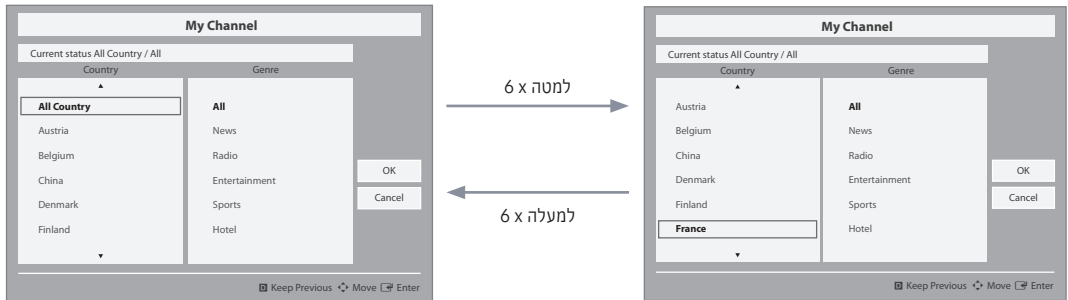 My Channel
Current status All Country / All
Country Genre
All Country All
Austria News
Belgium Radio
China Entertainment
Denmark Sports
Finland Hotel
OK
Cancel
D Keep Previous Move Enter
למטה x 6
למעלה x 6
My Channel
Current status All Country / All
Country Genre
Austria All
Belgium News
China Radio
Denmark Entertainment
Finland Sports
France Hotel
OK
Cancel
D Keep Previous Move Enter